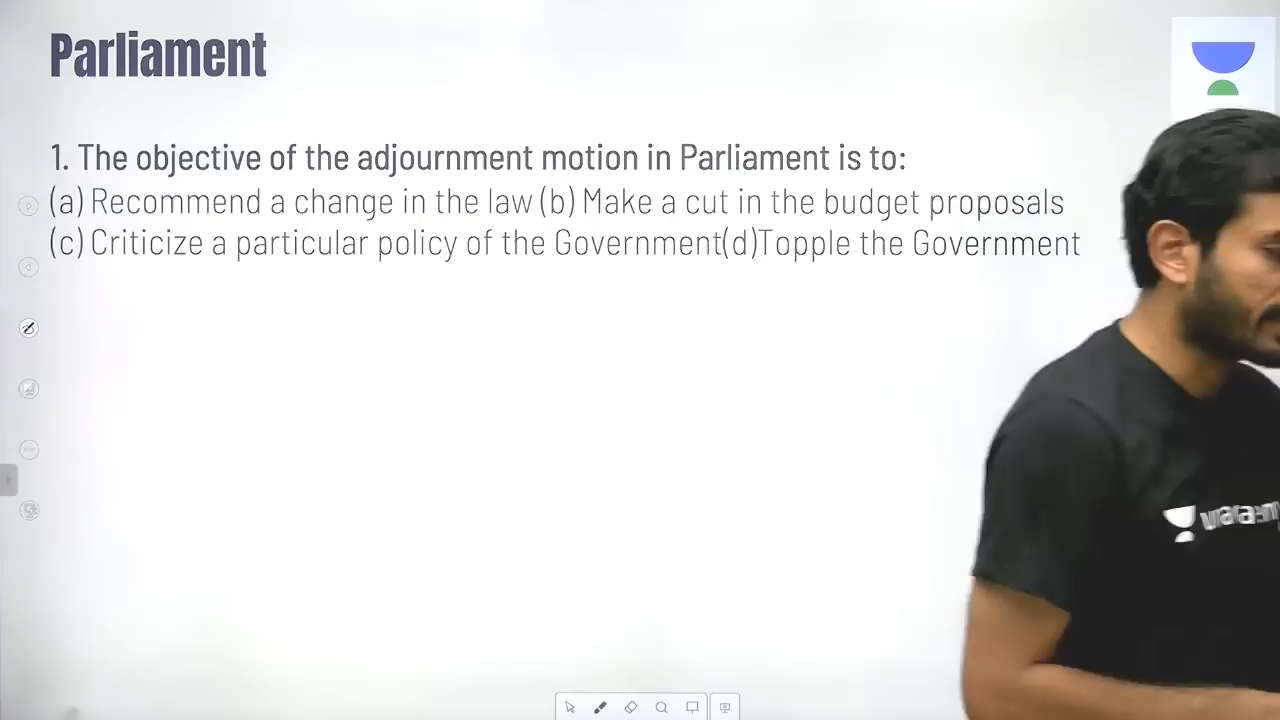 Parliament
1. The objective of the adjournment motion in Parliament is to:
(a) Recommend a change in the law (b) Make a cut in the budget proposals
(c) Criticize a particular policy of the Government(d)Topple the Government